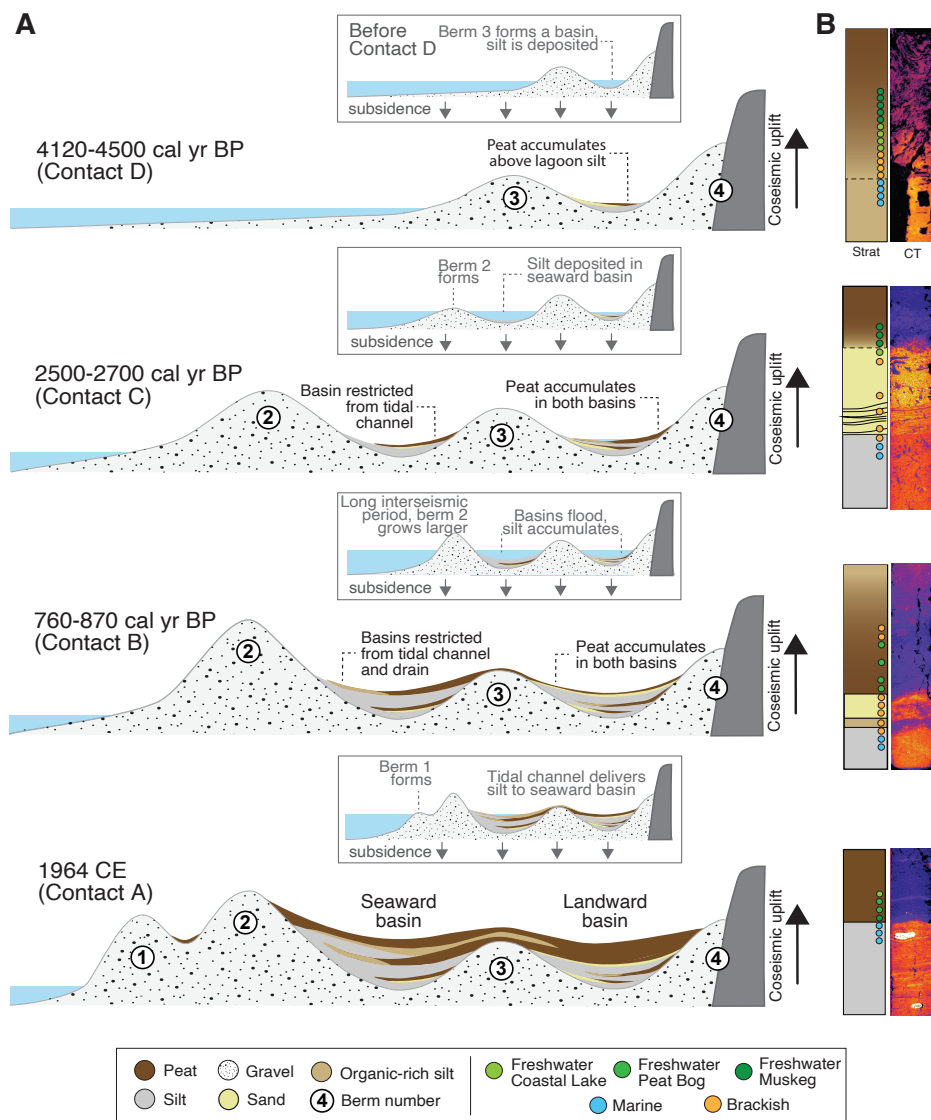 A
B
Before
Contact D
Berm 3 forms a basin,
silt is deposited
subsidence
4120-4500 cal yr BP
(Contact D)
Peat accumulates
above lagoon silt
3
4
Coseismic uplift
Strat
CT
Berm 2
forms
Silt deposited in
seaward basin
subsidence
2500-2700 cal yr BP
(Contact C)
Basin restricted
from tidal
channel
Peat accumulates
in both basins
2
3
4
Coseismic uplift
Long interseismic
period, berm 2
grows larger
Basins flood,
silt accumulates
subsidence
760-870 cal yr BP
(Contact B)
Basins restricted
from tidal channel
and drain
Peat accumulates
in both basins
2
3
4
Coseismic uplift
Berm 1
forms
Tidal channel delivers
silt to seaward basin
subsidence
1964 CE
(Contact A)
Seaward
basin
Landward
basin
1
2
3
4
Coseismic uplift
Peat
Gravel
Organic-rich silt
Silt
Sand
4 Berm number
Freshwater
Coastal Lake
Freshwater
Peat Bog
Freshwater
Muskeg
Marine
Brackish